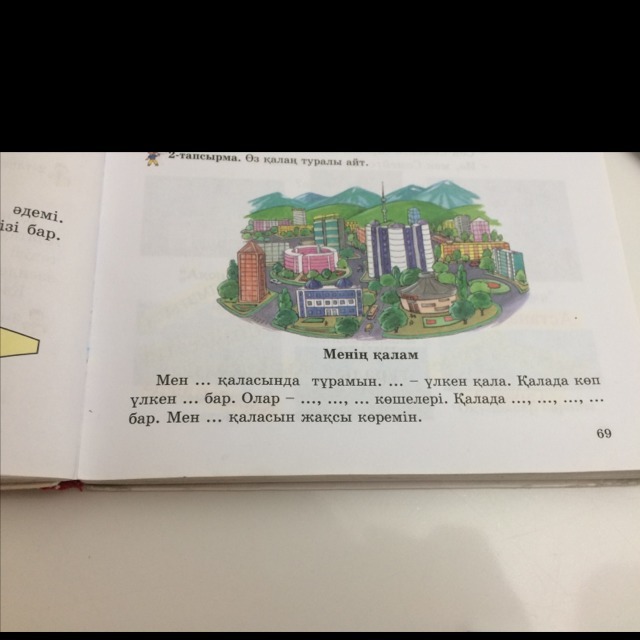 2-тапсырма. Өз қалаң туралы айт.
әдемі.
ізі бар.
Менің қалам
Мен ... қаласында тұрамын. ... – үлкен қала. Қалада көп
үлкен ... бар. Олар – ..., ..., ... көшелері. Қалада ..., ..., ..., ...
бар. Мен ... қаласын жақсы көремін.
69